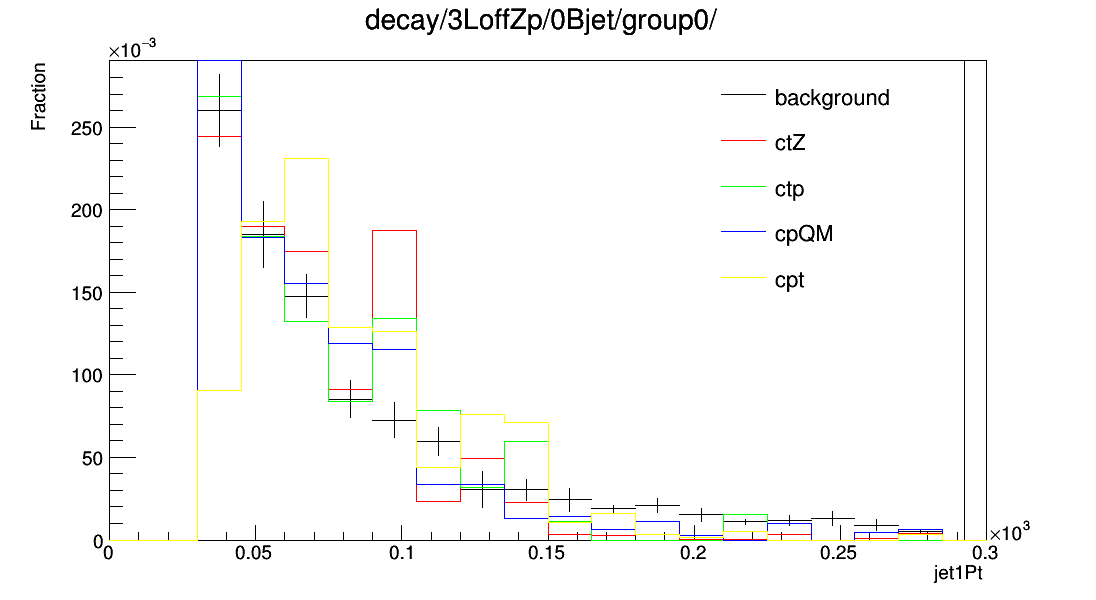 decay/3LoffZp/0Bjet/group0/
×10⁻³
Fraction
background
ctZ
ctp
cpQM
cpt
250
200
150
100
50
0
0 0.05 0.1 0.15 0.2 0.25 0.3
×10³
jet1Pt